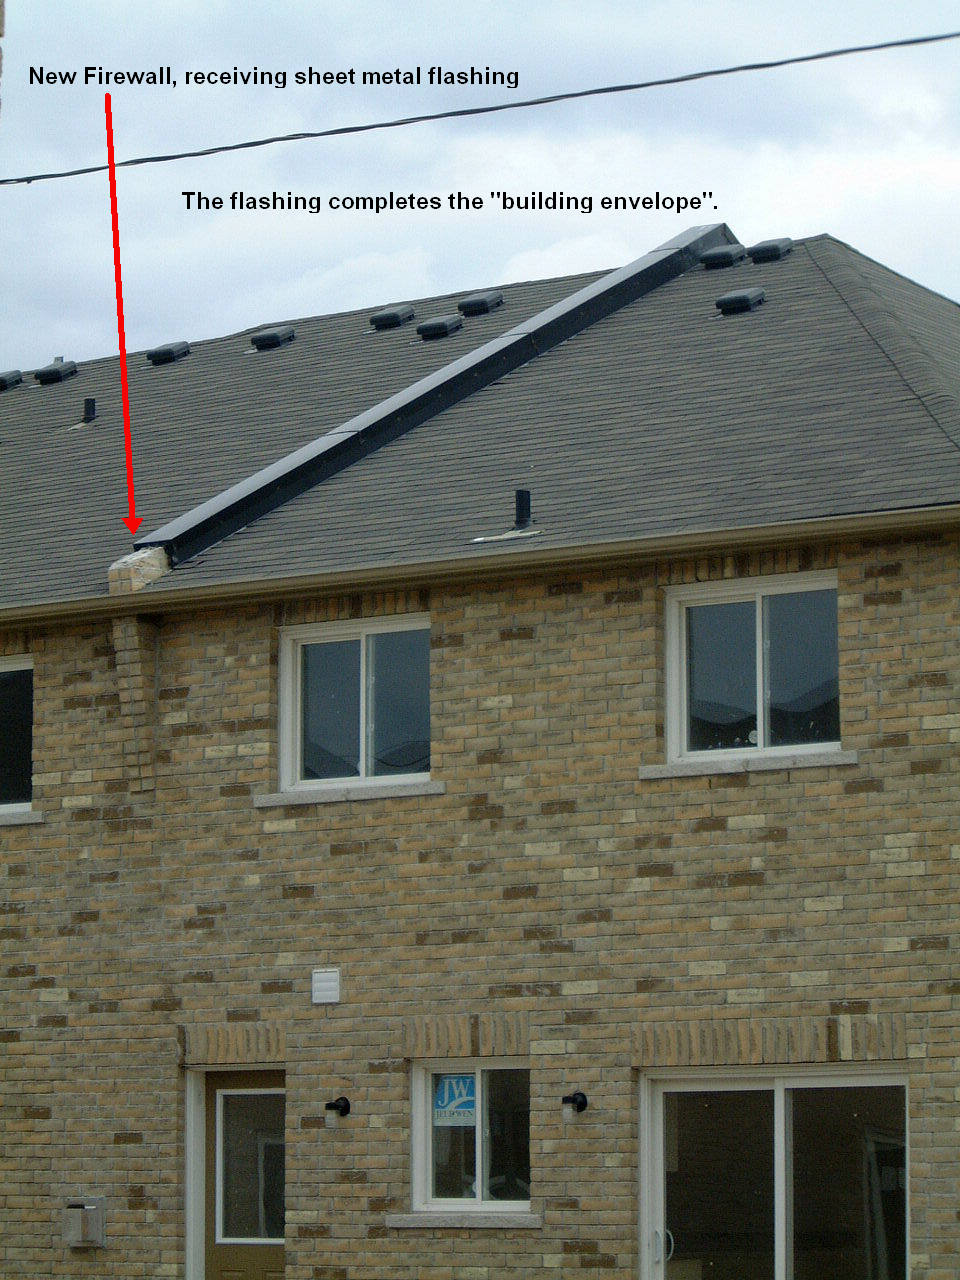 New Firewall, receiving sheet metal flashing
The flashing completes the "building envelope".
JW
JELD WEN